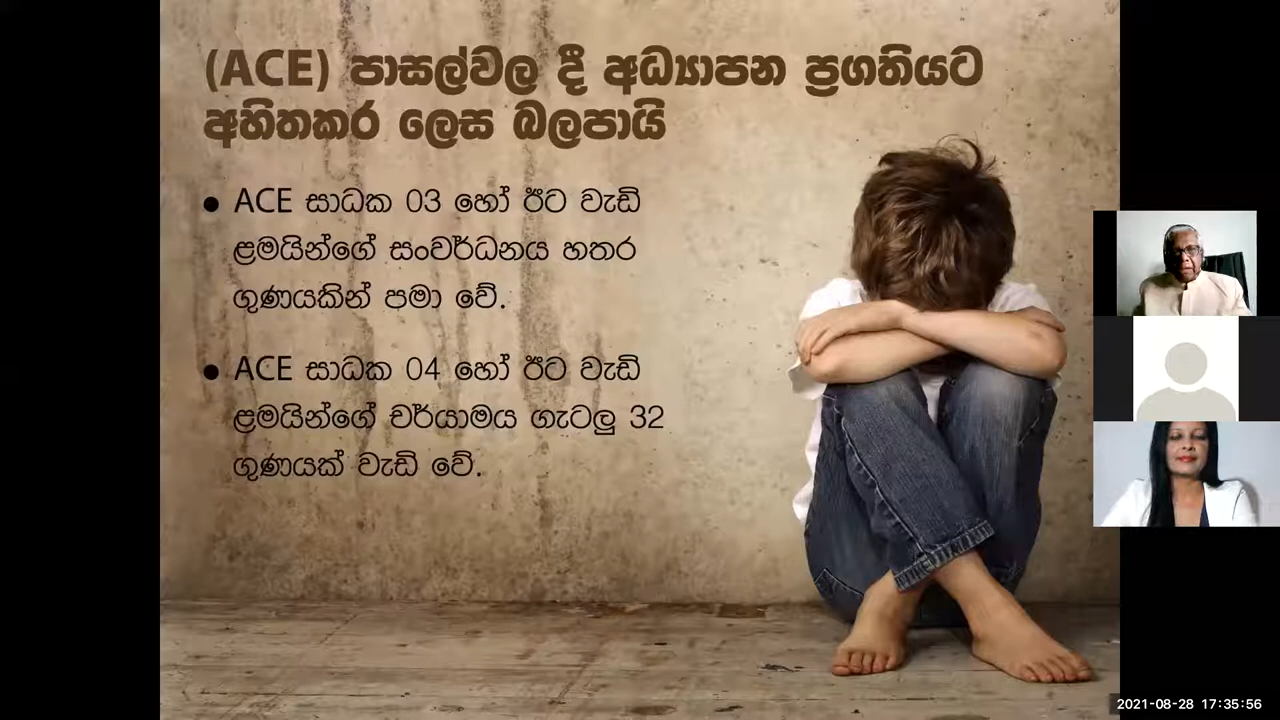 (ACE) පාසල්වල දී අධ්‍යාපන ප්‍රගතියට
අහිතකර ලෙස බලපායි
● ACE සාධක 03 හෝ ඊට වැඩි
ළමයින්ගේ සංවර්ධනය හතර
ගුණයකින් පමා වේ.
● ACE සාධක 04 හෝ ඊට වැඩි
ළමයින්ගේ චර්යාමය ගැටලු 32
ගුණයක් වැඩි වේ.
2021-08-28 17:35:56